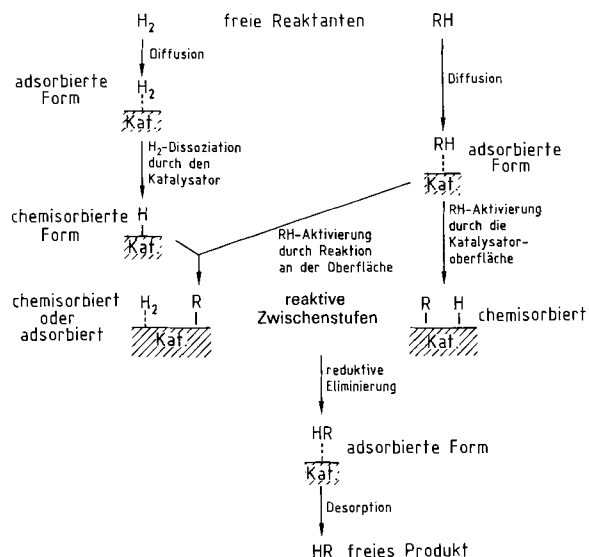 H2 freie Reaktanten RH
Diffusion
Diffusion
adsorbierte
Form
H2
Kat.
RH
Kat.
adsorbierte
Form
H2-Dissoziation
durch den
Katalysator
chemisorbierte
Form
H
Kat.
RH-Aktivierung
durch Reaktion
an der Oberfläche
RH-Aktivierung
durch die
Katalysator-
oberfläche
chemisorbiert
oder
adsorbiert
H2 R
Kat.
reaktive
Zwischenstufen
R H
Kat.
chemisorbiert
reduktive
Eliminierung
HR
Kat.
adsorbierte Form
Desorption
HR freies Produkt